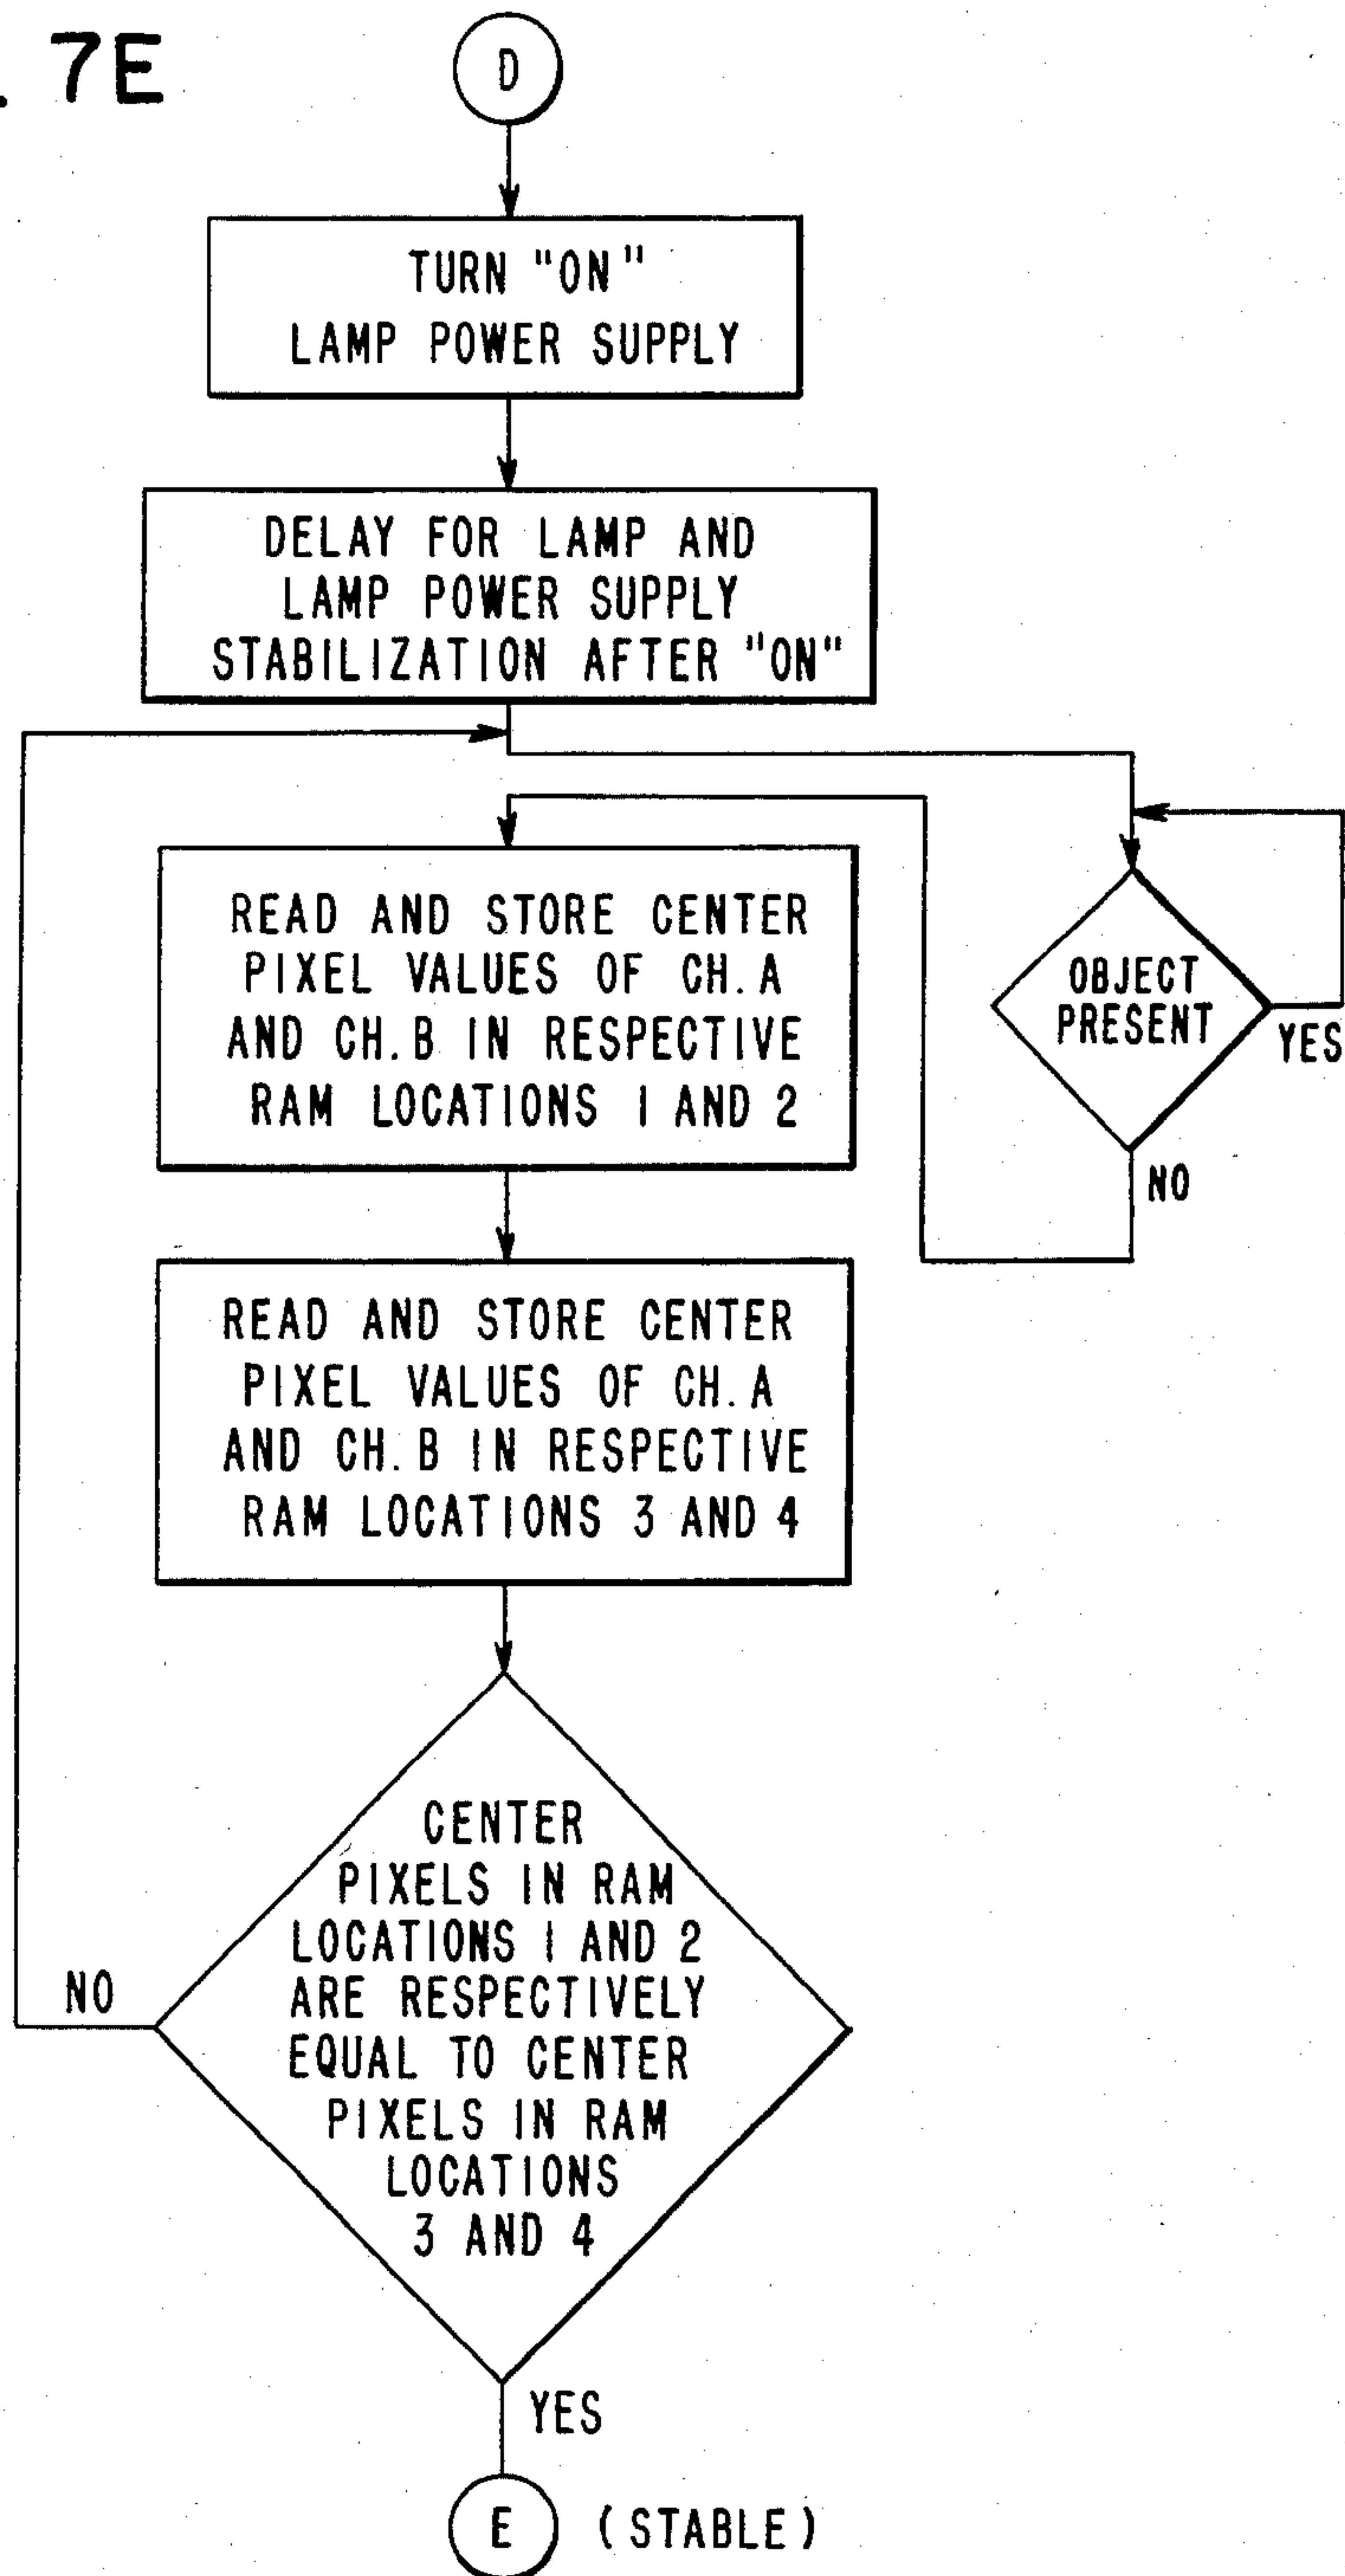 . 7E
D
TURN "ON"
LAMP POWER SUPPLY
DELAY FOR LAMP AND
LAMP POWER SUPPLY
STABILIZATION AFTER "ON"
READ AND STORE CENTER
PIXEL VALUES OF CH. A
AND CH. B IN RESPECTIVE
RAM LOCATIONS 1 AND 2
OBJECT
PRESENT
YES
NO
READ AND STORE CENTER
PIXEL VALUES OF CH. A
AND CH. B IN RESPECTIVE
RAM LOCATIONS 3 AND 4
CENTER
PIXELS IN RAM
LOCATIONS 1 AND 2
ARE RESPECTIVELY
EQUAL TO CENTER
PIXELS IN RAM
LOCATIONS
3 AND 4
NO
YES
E (STABLE)